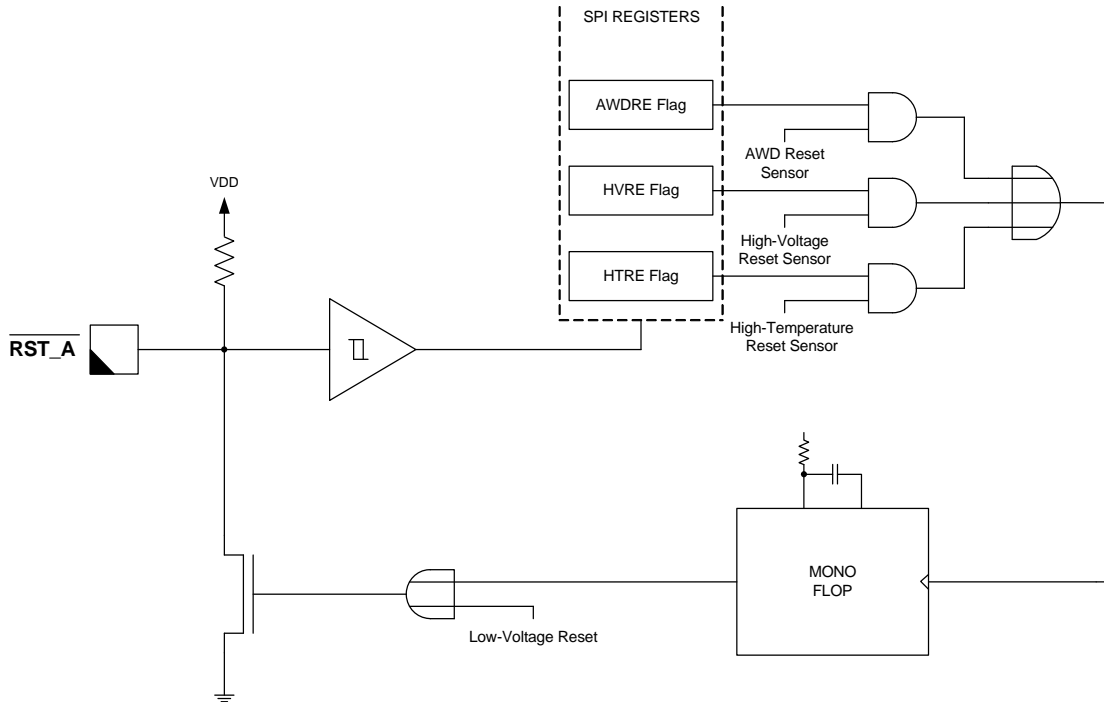 SPI REGISTERS
AWDRE Flag
AWD Reset
Sensor
VDD
HVRE Flag
High-Voltage
Reset Sensor
HTRE Flag
High-Temperature
Reset Sensor
RST_A
MONO
FLOP
Low-Voltage Reset